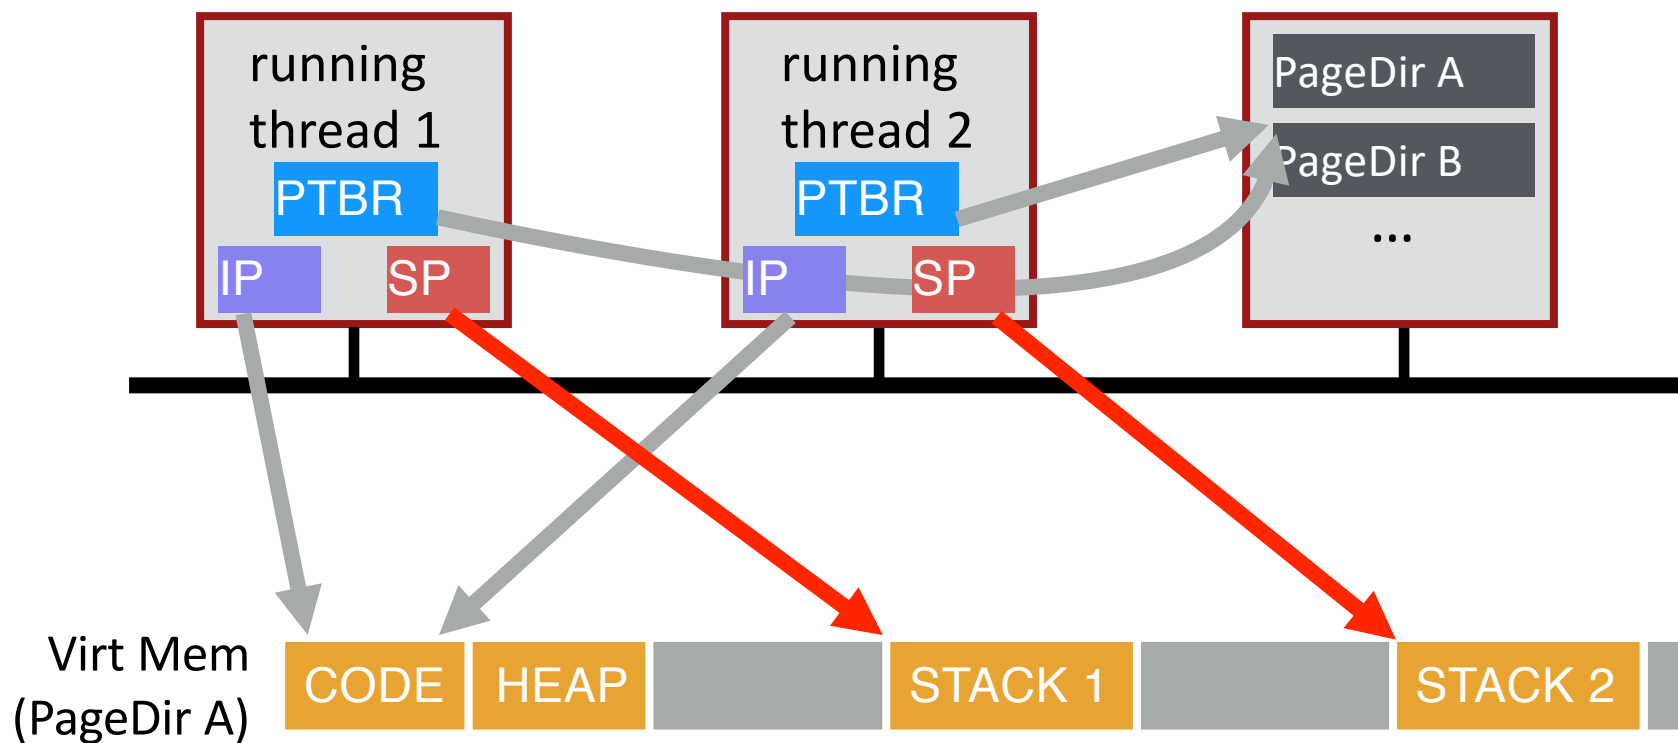 running
thread 1
PTBR
IP
SP
running
thread 2
PTBR
IP
SP
PageDir A
PageDir B
...
Virt Mem
(PageDir A)
CODE
HEAP
STACK 1
STACK 2